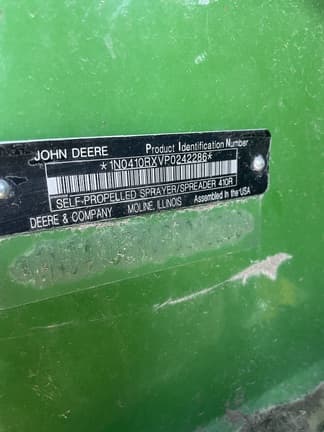 JOHN DEERE Product Identification Number
*1N0410RXVP0242286*
SELF-PROPELLED SPRAYER/SPREADER 410R
DEERE & COMPANY MOLINE, ILLINOIS Assembled in the USA